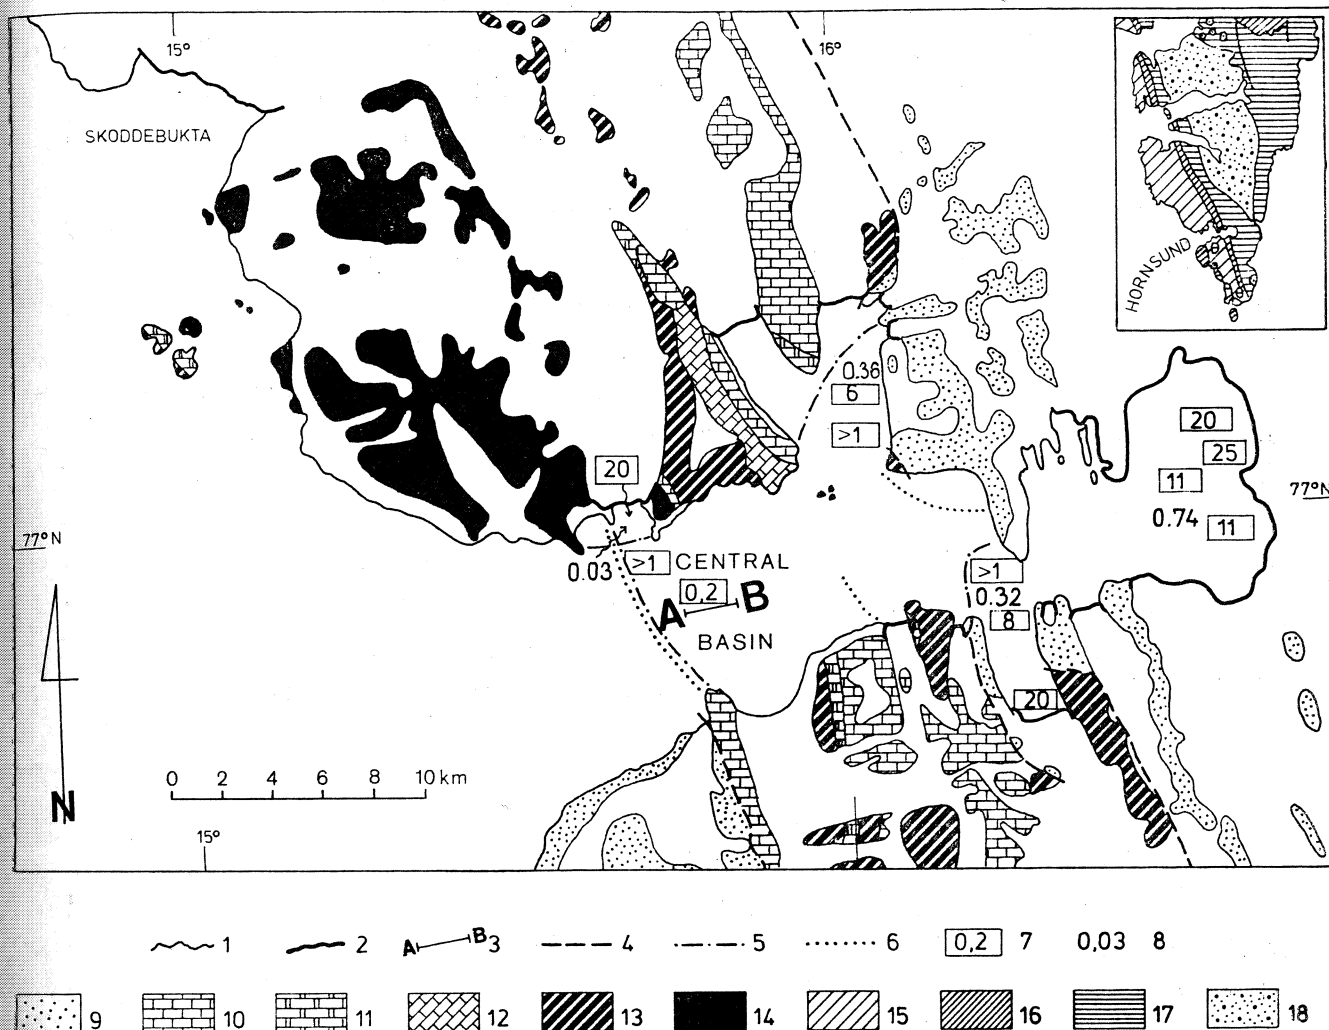 15°
16°
SKODDEBUKTA
HORNSUND
0.36
6
>1
20
25
11
0.74
11
77°N
20
77°N
0.03
>1
CENTRAL
0,2
A
B
BASIN
>1
0.32
8
20
0 2 4 6 8 10 km
N
15°
1 2 A B 3 4 5 6 0,2 7 0,03 8
9 10 11 12 13 14 15 16 17 18